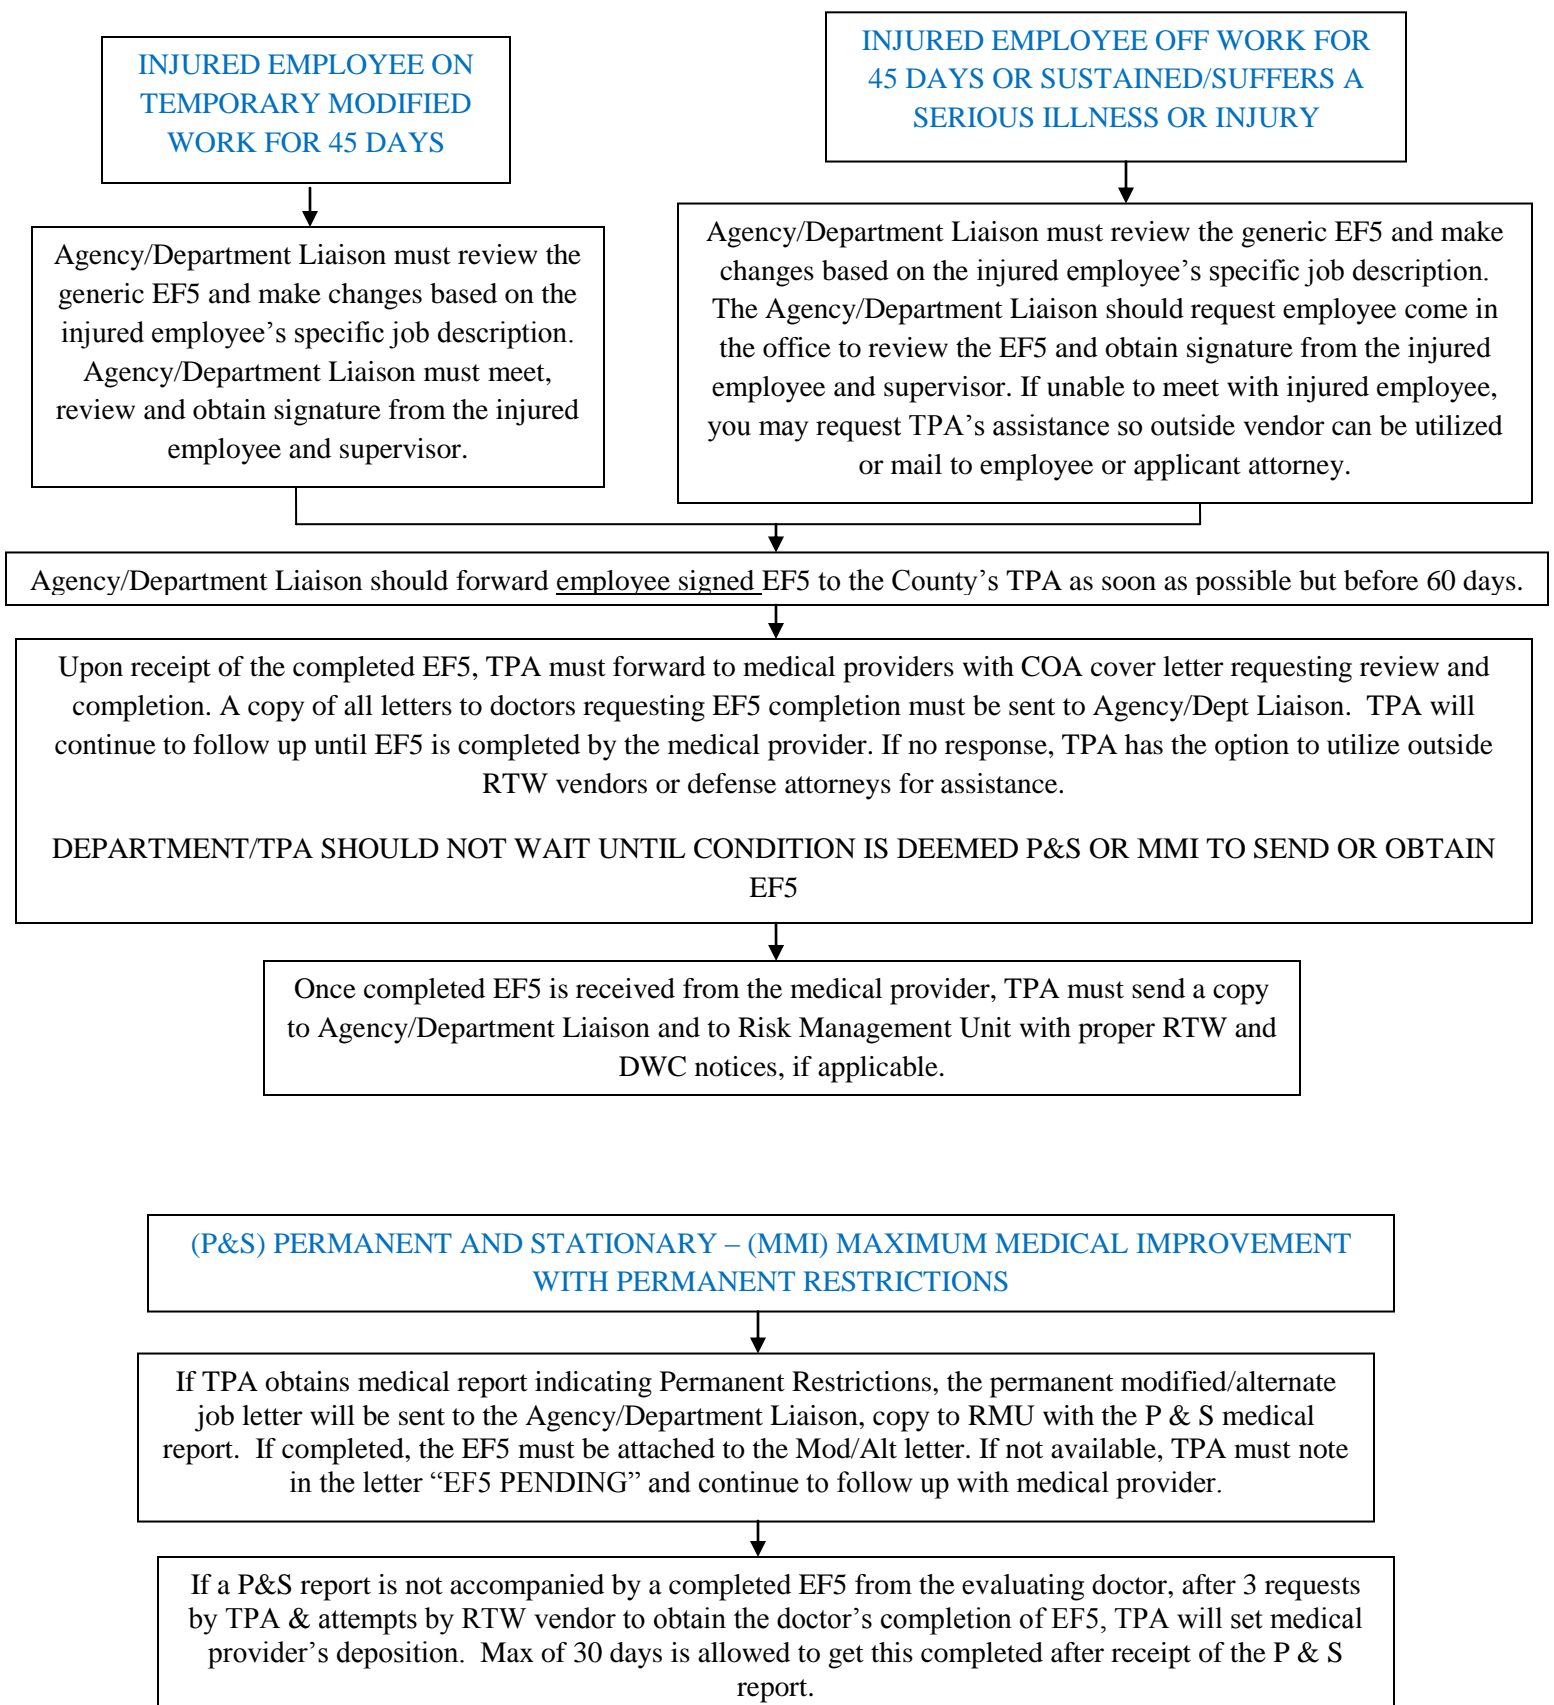 INJURED EMPLOYEE ON
TEMPORARY MODIFIED
WORK FOR 45 DAYS
INJURED EMPLOYEE OFF WORK FOR
45 DAYS OR SUSTAINED/SUFFERS A
SERIOUS ILLNESS OR INJURY
Agency/Department Liaison must review the
generic EF5 and make changes based on the
injured employee’s specific job description.
Agency/Department Liaison must meet,
review and obtain signature from the injured
employee and supervisor.
Agency/Department Liaison must review the generic EF5 and make
changes based on the injured employee’s specific job description.
The Agency/Department Liaison should request employee come in
the office to review the EF5 and obtain signature from the injured
employee and supervisor. If unable to meet with injured employee,
you may request TPA’s assistance so outside vendor can be utilized
or mail to employee or applicant attorney.
Agency/Department Liaison should forward employee signed EF5 to the County’s TPA as soon as possible but before 60 days.
Upon receipt of the completed EF5, TPA must forward to medical providers with COA cover letter requesting review and
completion. A copy of all letters to doctors requesting EF5 completion must be sent to Agency/Dept Liaison.  TPA will
continue to follow up until EF5 is completed by the medical provider. If no response, TPA has the option to utilize outside
RTW vendors or defense attorneys for assistance.
DEPARTMENT/TPA SHOULD NOT WAIT UNTIL CONDITION IS DEEMED P&S OR MMI TO SEND OR OBTAIN
EF5
Once completed EF5 is received from the medical provider, TPA must send a copy
to Agency/Department Liaison and to Risk Management Unit with proper RTW and
DWC notices, if applicable.
(P&S) PERMANENT AND STATIONARY – (MMI) MAXIMUM MEDICAL IMPROVEMENT
WITH PERMANENT RESTRICTIONS
If TPA obtains medical report indicating Permanent Restrictions, the permanent modified/alternate
job letter will be sent to the Agency/Department Liaison, copy to RMU with the P & S medical
report.  If completed, the EF5 must be attached to the Mod/Alt letter. If not available, TPA must note
in the letter “EF5 PENDING” and continue to follow up with medical provider.
If a P&S report is not accompanied by a completed EF5 from the evaluating doctor, after 3 requests
by TPA & attempts by RTW vendor to obtain the doctor’s completion of EF5, TPA will set medical
provider’s deposition.  Max of 30 days is allowed to get this completed after receipt of the P & S
report.